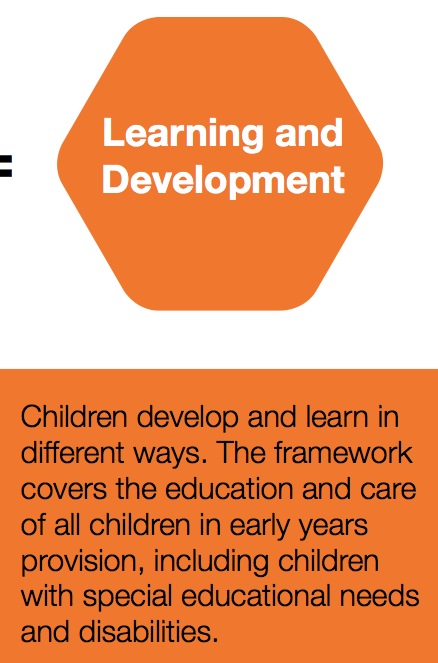 =
Learning and
Development
Children develop and learn in
different ways. The framework
covers the education and care
of all children in early years
provision, including children
with special educational needs
and disabilities.